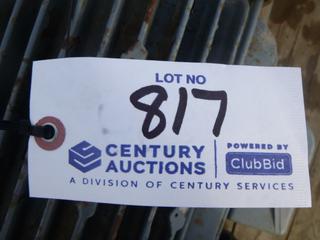 LOT NO
817
CENTURY AUCTIONS
POWERED BY
ClubBid
A DIVISION OF CENTURY SERVICES